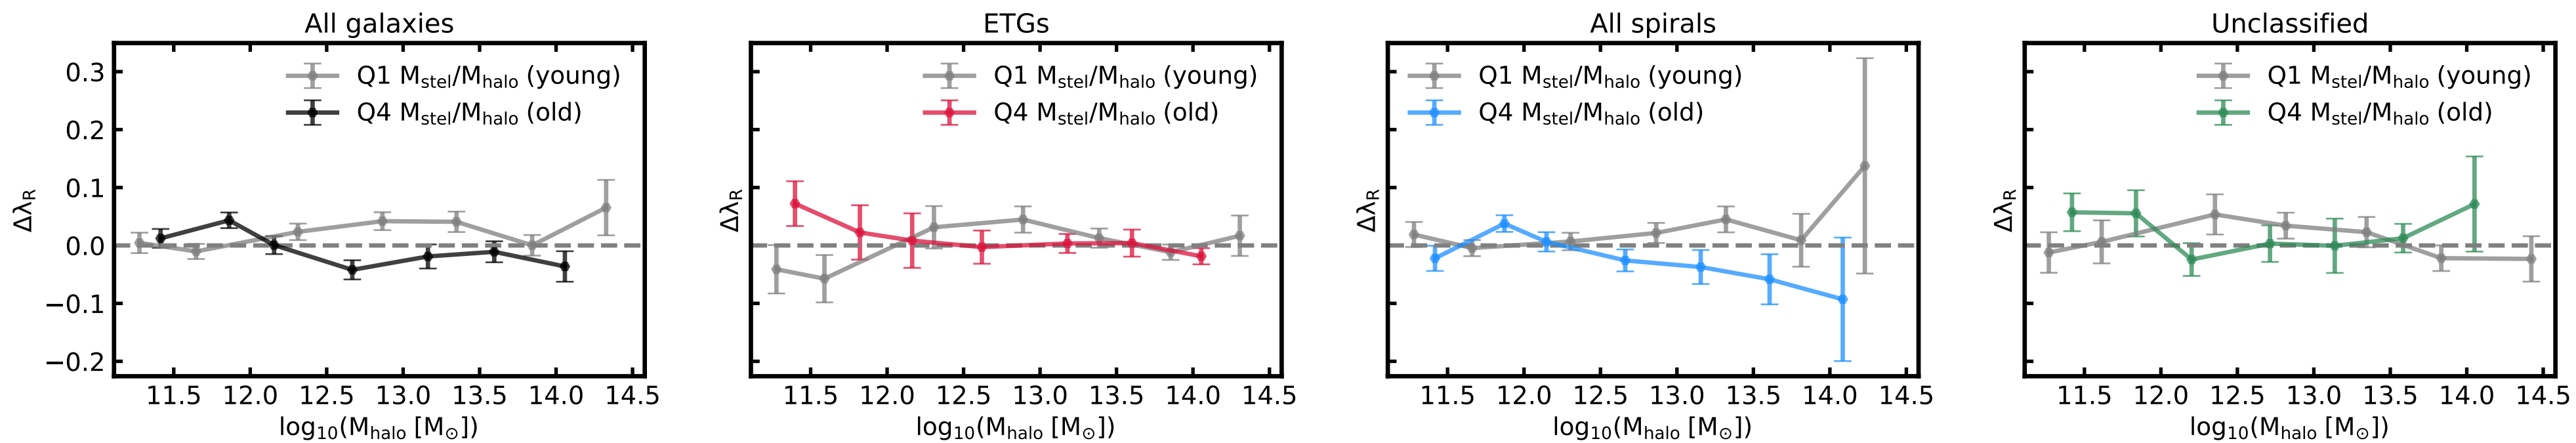 All galaxies
Q1 Mstel/Mhalo (young)
Q4 Mstel/Mhalo (old)
ΔλR
0.3
0.2
0.1
0.0
−0.1
−0.2
11.5 12.0 12.5 13.0 13.5 14.0 14.5
log10(Mhalo [M⊙])
ETGs
Q1 Mstel/Mhalo (young)
Q4 Mstel/Mhalo (old)
ΔλR
11.5 12.0 12.5 13.0 13.5 14.0 14.5
log10(Mhalo [M⊙])
All spirals
Q1 Mstel/Mhalo (young)
Q4 Mstel/Mhalo (old)
ΔλR
11.5 12.0 12.5 13.0 13.5 14.0 14.5
log10(Mhalo [M⊙])
Unclassified
Q1 Mstel/Mhalo (young)
Q4 Mstel/Mhalo (old)
ΔλR
11.5 12.0 12.5 13.0 13.5 14.0 14.5
log10(Mhalo [M⊙])